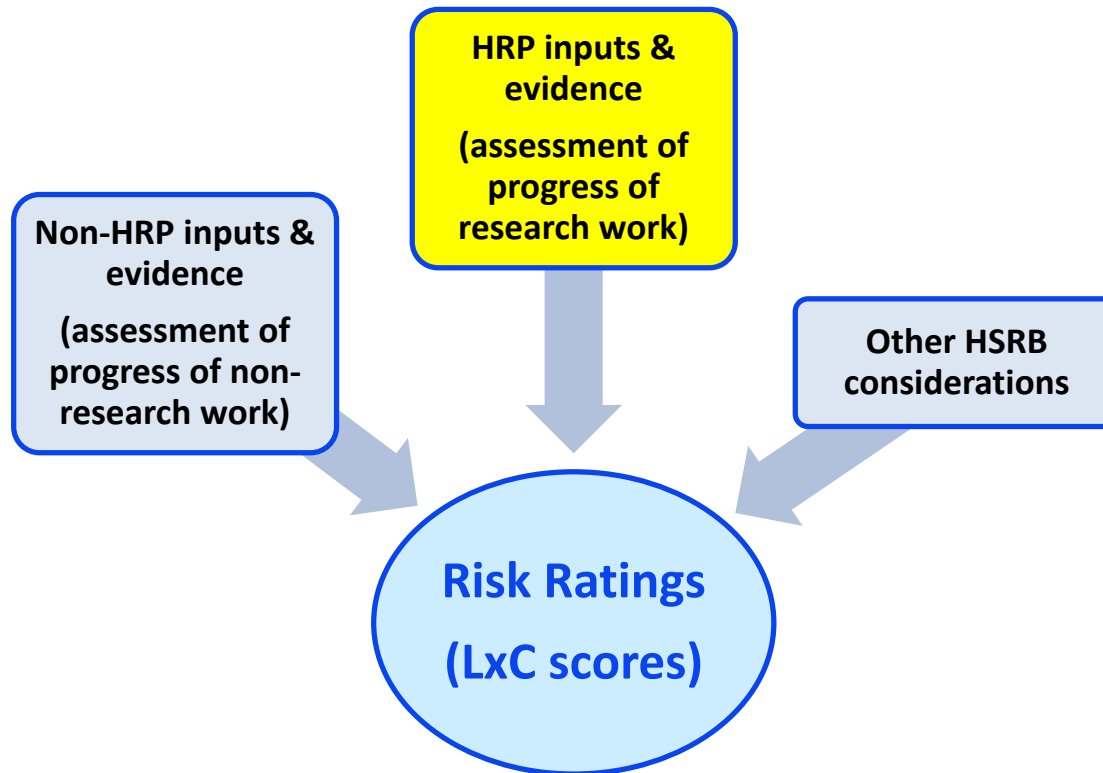 HRP inputs &
evidence
(assessment of
progress of
research work)
Non-HRP inputs &
evidence
(assessment of
progress of non-
research work)
Other HSRB
considerations
Risk Ratings
(LxC scores)